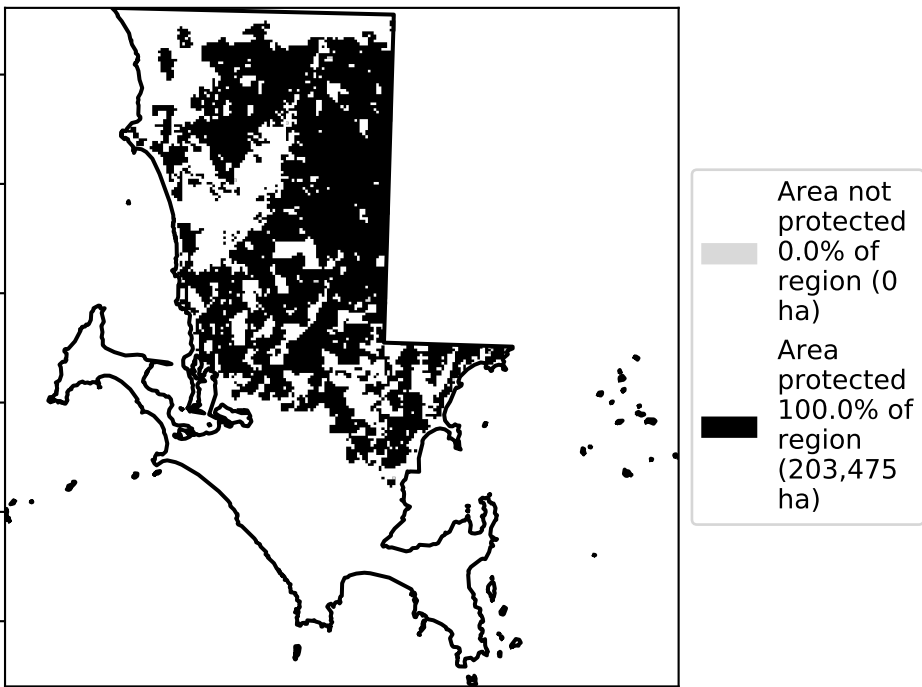 Area not
protected
0.0% of
region (0
ha)
Area
protected
100.0% of
region
(203,475
ha)